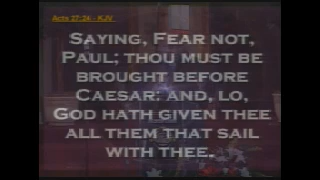 Acts 27:24 - KJV
SAYING, FEAR NOT,
PAUL; THOU MUST BE
BROUGHT BEFORE
CAESAR: AND, LO,
GOD HATH GIVEN THEE
ALL THEM THAT SAIL
WITH THEE.